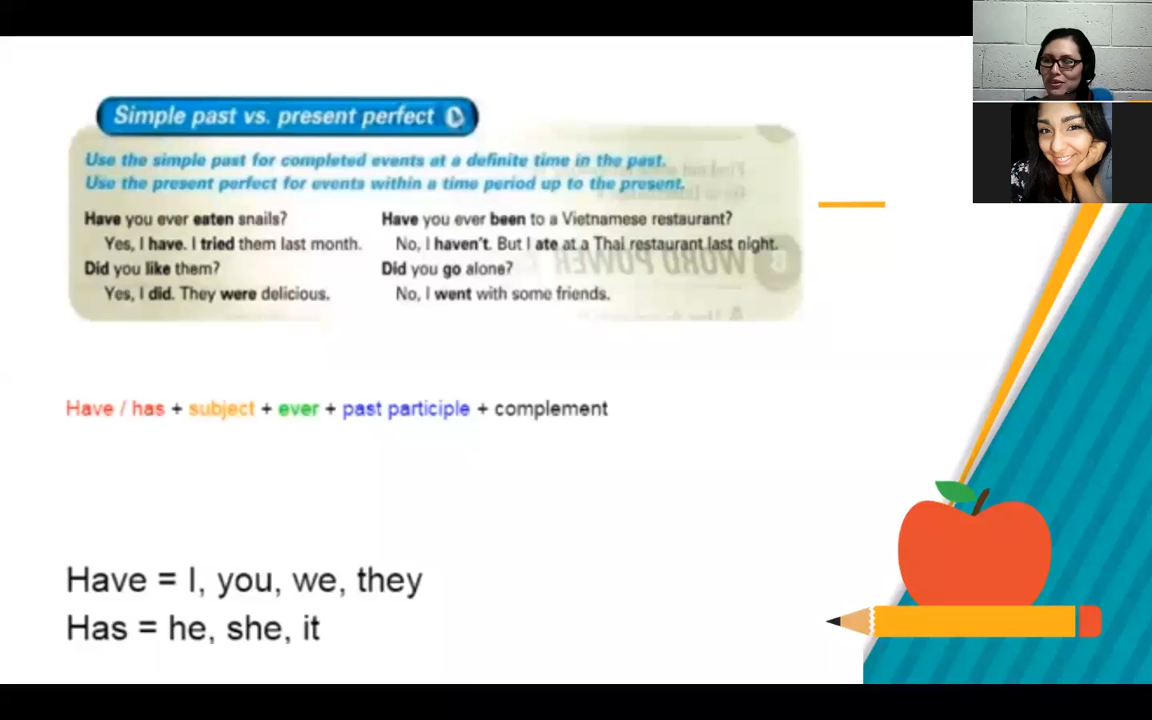 Simple past vs. present perfect
Use the simple past for completed events at a definite time in the past.
Use the present perfect for events within a time period up to the present.
Have you ever eaten snails?
Yes, I have. I tried them last month.
Did you like them?
Yes, I did. They were delicious.
Have you ever been to a Vietnamese restaurant?
No, I haven't. But I ate at a Thai restaurant last night.
Did you go alone?
No, I went with some friends.
WORD POWER
Have / has + subject + ever + past participle + complement
Have = I, you, we, they
Has = he, she, it